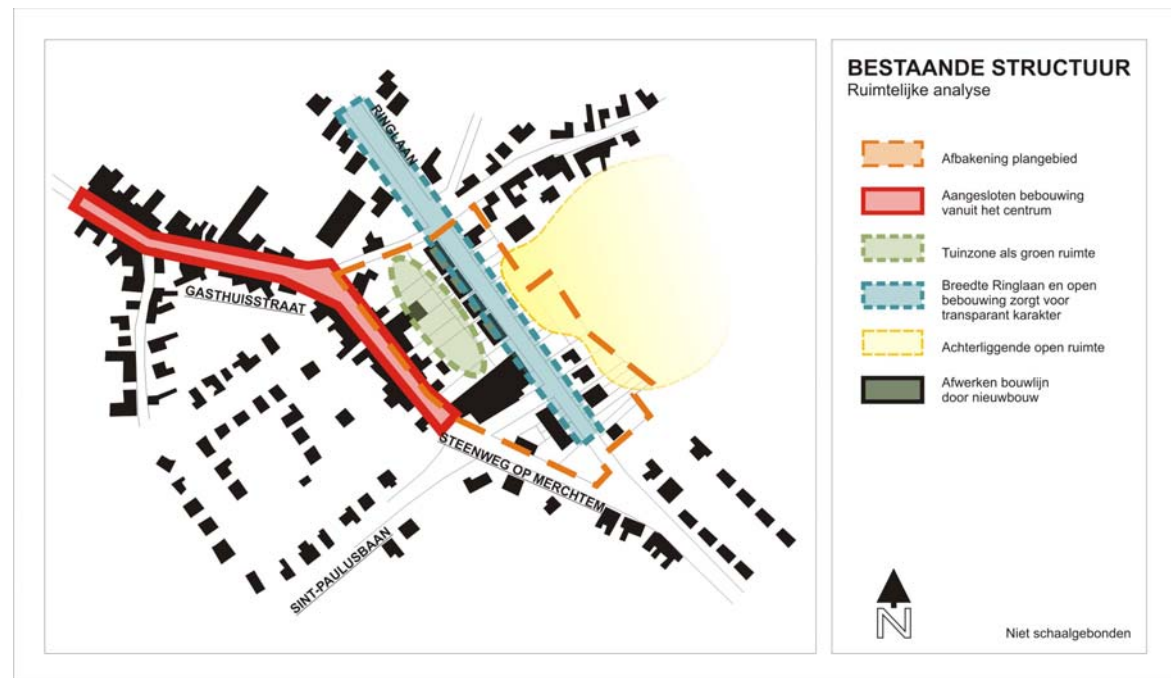 RINGLAAN
GASTHUISSTRAAT
STEENWEG OP MERCHTEM
SINT-PAULUSBAAN
BESTAANDE STRUCTUUR
Ruimtelijke analyse
Afbakening plangebied
Aangesloten bebouwing
vanuit het centrum
Tuinzone als groen ruimte
Breedte Ringlaan en open
bebouwing zorgt voor
transparant karakter
Achterliggende open ruimte
Afwerken bouwlijn
door nieuwbouw
N
Niet schaalgebonden